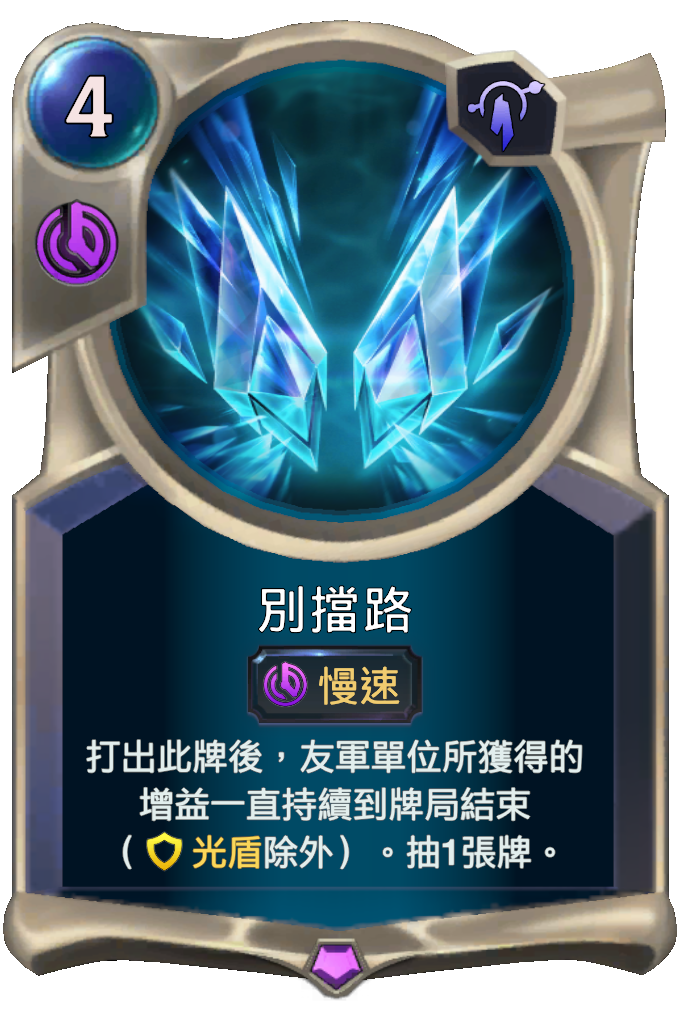 4
別擋路
慢速
打出此牌後，友軍單位所獲得的
增益一直持續到牌局結束
（光盾除外）。抽1張牌。